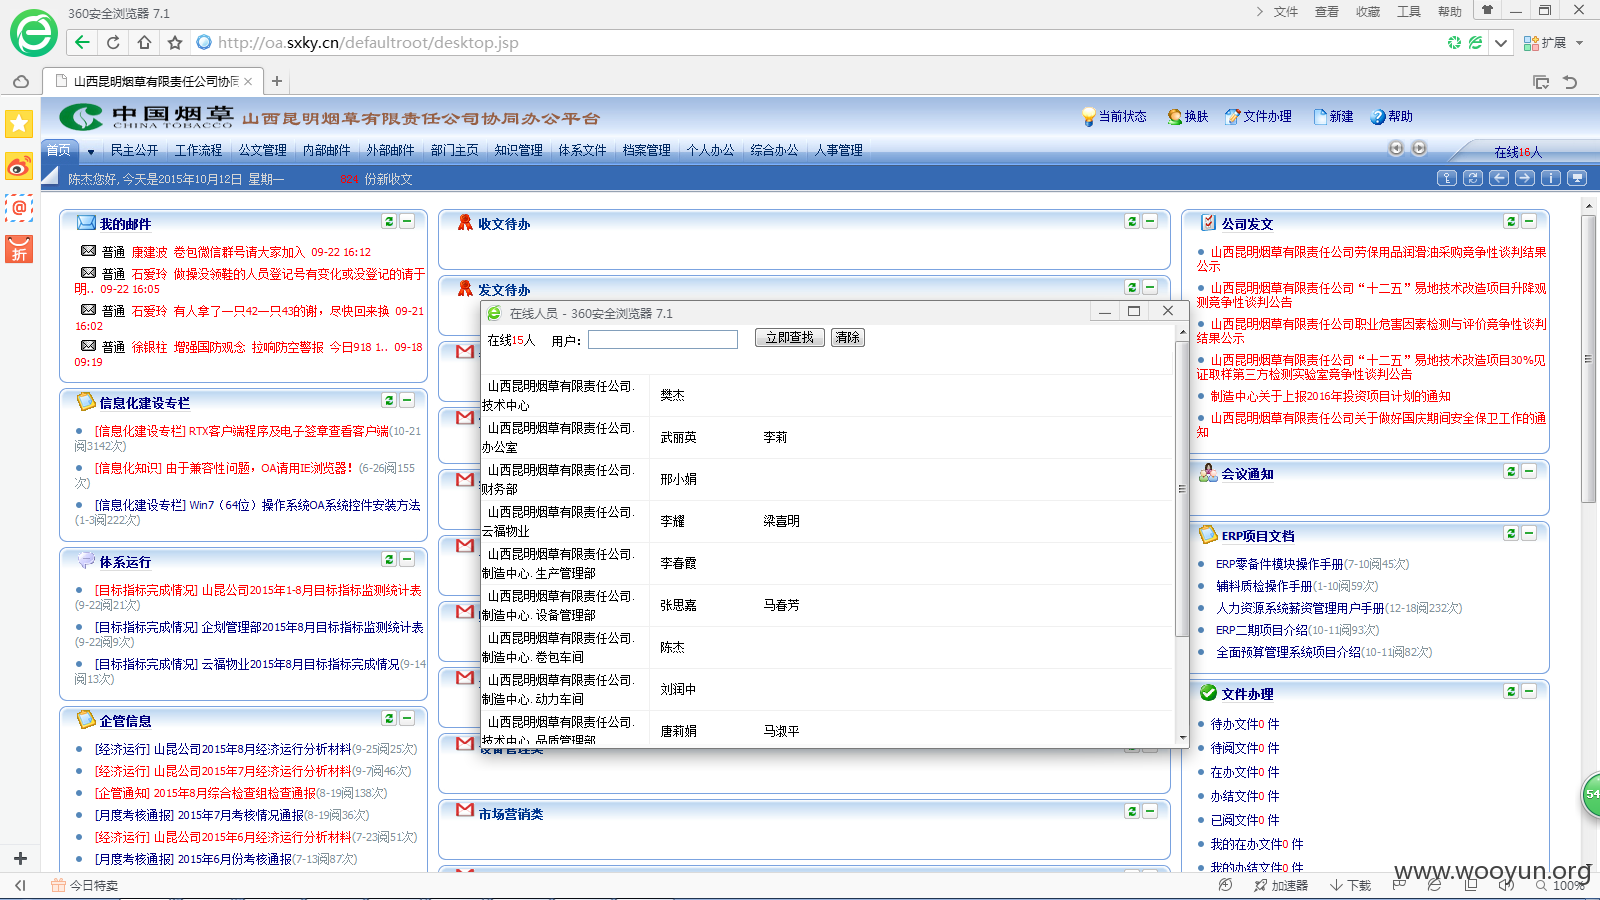 360安全浏览器 7.1
文件 查看 收藏 工具 帮助
http://oa.sxky.cn/defaultroot/desktop.jsp
扩展
山西昆明烟草有限责任公司协同
中国烟草
CHINA TOBACCO
山西昆明烟草有限责任公司协同办公平台
当前状态 换肤 文件办理 新建 帮助
首页 民主公开 工作流程 公文管理 内部邮件 外部邮件 部门主页 知识管理 体系文件 档案管理 个人办公 综合办公 人事管理
在线16人
陈杰您好,今天是2015年10月12日 星期一
824 份新收文
我的邮件
普通 康建波 卷包微信群号请大家加入 09-22 16:12
普通 石爱玲 做操没领鞋的人员登记号有变化或没登记的请于
明.. 09-22 16:05
普通 石爱玲 有人拿了一只42一只43的谢，尽快回来换 09-21
16:02
普通 徐银柱 增强国防观念 拉响防空警报 今日918 1.. 09-18
09:19
信息化建设专栏
[信息化建设专栏] RTX客户端程序及电子签章查看客户端(10-21
阅3142次)
[信息化知识] 由于兼容性问题，OA请用IE浏览器！(6-26阅155
次)
[信息化建设专栏] Win7（64位）操作系统OA系统控件安装方法
(1-3阅222次)
体系运行
[目标指标完成情况] 山昆公司2015年1-8月目标指标监测统计表
(9-22阅21次)
[目标指标完成情况] 企划管理部2015年8月目标指标监测统计表
(9-22阅9次)
[目标指标完成情况] 云福物业2015年8月目标指标完成情况(9-14
阅13次)
企管信息
[经济运行] 山昆公司2015年8月经济运行分析材料(9-25阅25次)
[经济运行] 山昆公司2015年7月经济运行分析材料(9-7阅46次)
[企管通知] 2015年8月综合检查组检查通报(8-19阅138次)
[月度考核通报] 2015年7月考核情况通报(8-19阅36次)
[经济运行] 山昆公司2015年6月经济运行分析材料(7-23阅51次)
[月度考核通报] 2015年6月份考核通报(7-13阅87次)
收文待办
发文待办
在线人员 - 360安全浏览器 7.1
在线15人 用户： 立即查找 清除
山西昆明烟草有限责任公司.
技术中心 樊杰
山西昆明烟草有限责任公司.
办公室 武丽英 李莉
山西昆明烟草有限责任公司.
财务部 邢小娟
山西昆明烟草有限责任公司.
云福物业 李耀 梁喜明
山西昆明烟草有限责任公司.
制造中心.生产管理部 李春霞
山西昆明烟草有限责任公司.
制造中心.设备管理部 张思嘉 马春芳
山西昆明烟草有限责任公司.
制造中心.卷包车间 陈杰
山西昆明烟草有限责任公司.
制造中心.动力车间 刘润中
山西昆明烟草有限责任公司.
技术中心.品质管理部 唐莉娟 马淑平
设备管理类
市场营销类
公司发文
山西昆明烟草有限责任公司劳保用品润滑油采购竞争性谈判结果
公示
山西昆明烟草有限责任公司“十二五”易地技术改造项目升降观
测竞争性谈判公告
山西昆明烟草有限责任公司职业危害因素检测与评价竞争性谈判
结果公示
山西昆明烟草有限责任公司“十二五”易地技术改造项目30%见
证取样第三方检测实验室竞争性谈判公告
制造中心关于上报2016年投资项目计划的通知
山西昆明烟草有限责任公司关于做好国庆期间安全保卫工作的通
知
会议通知
ERP项目文档
ERP零备件模块操作手册(7-10阅45次)
辅料质检操作手册(1-10阅59次)
人力资源系统薪资管理用户手册(12-18阅232次)
ERP二期项目介绍(10-11阅93次)
全面预算管理系统项目介绍(10-11阅82次)
文件办理
待办文件0 件
待阅文件0 件
在办文件0 件
办结文件0 件
已阅文件0 件
我的在办文件0 件
我的办结文件0 件
54
www.wooyun.org
今日特卖
加速器 下载 100%